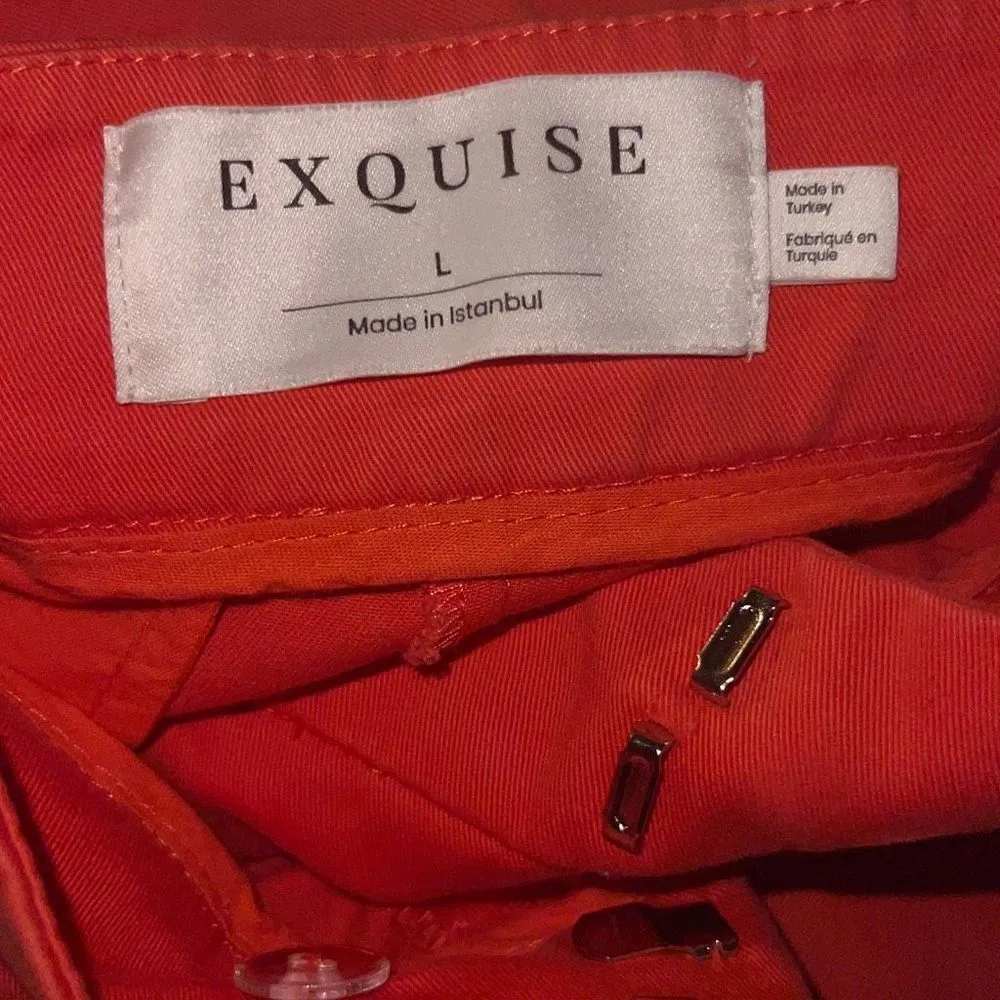 EXQUISE
L
Made in Istanbul
Made in
Turkey
Fabriqué en
Turquie